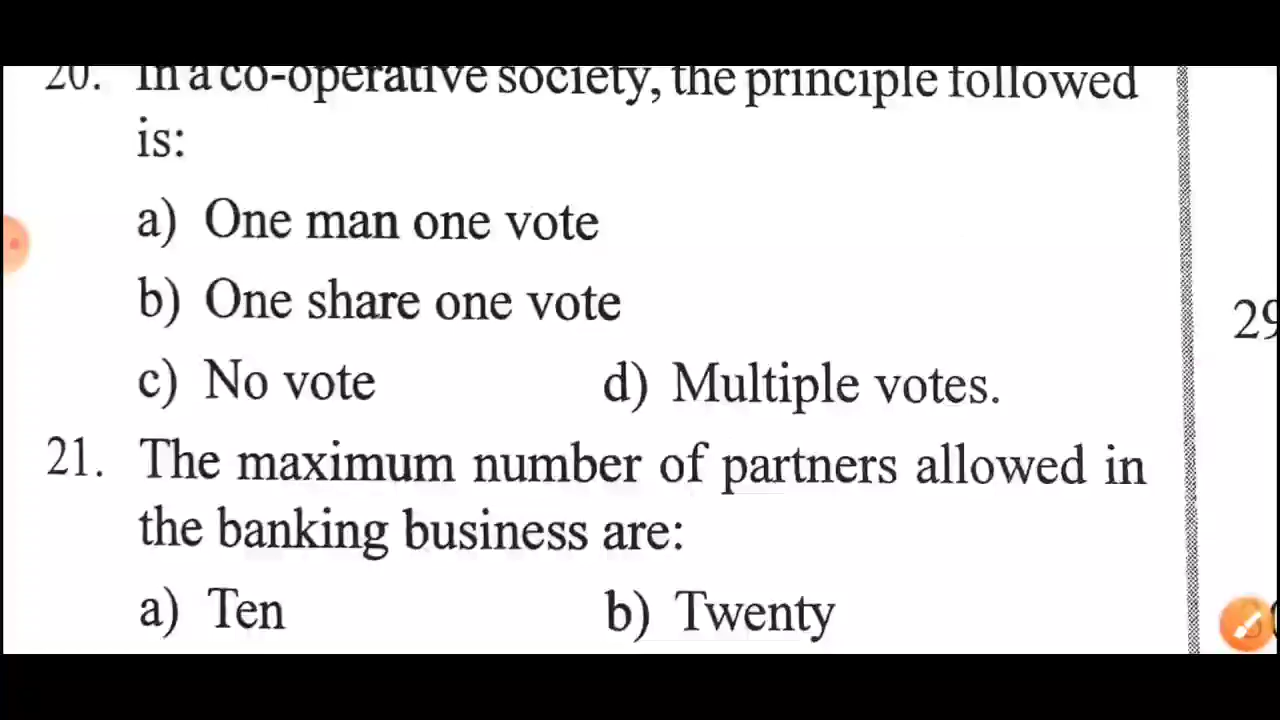 20. In a co-operative society, the principle followed
is:
a) One man one vote
b) One share one vote
c) No vote d) Multiple votes.
29
21. The maximum number of partners allowed in
the banking business are:
a) Ten b) Twenty